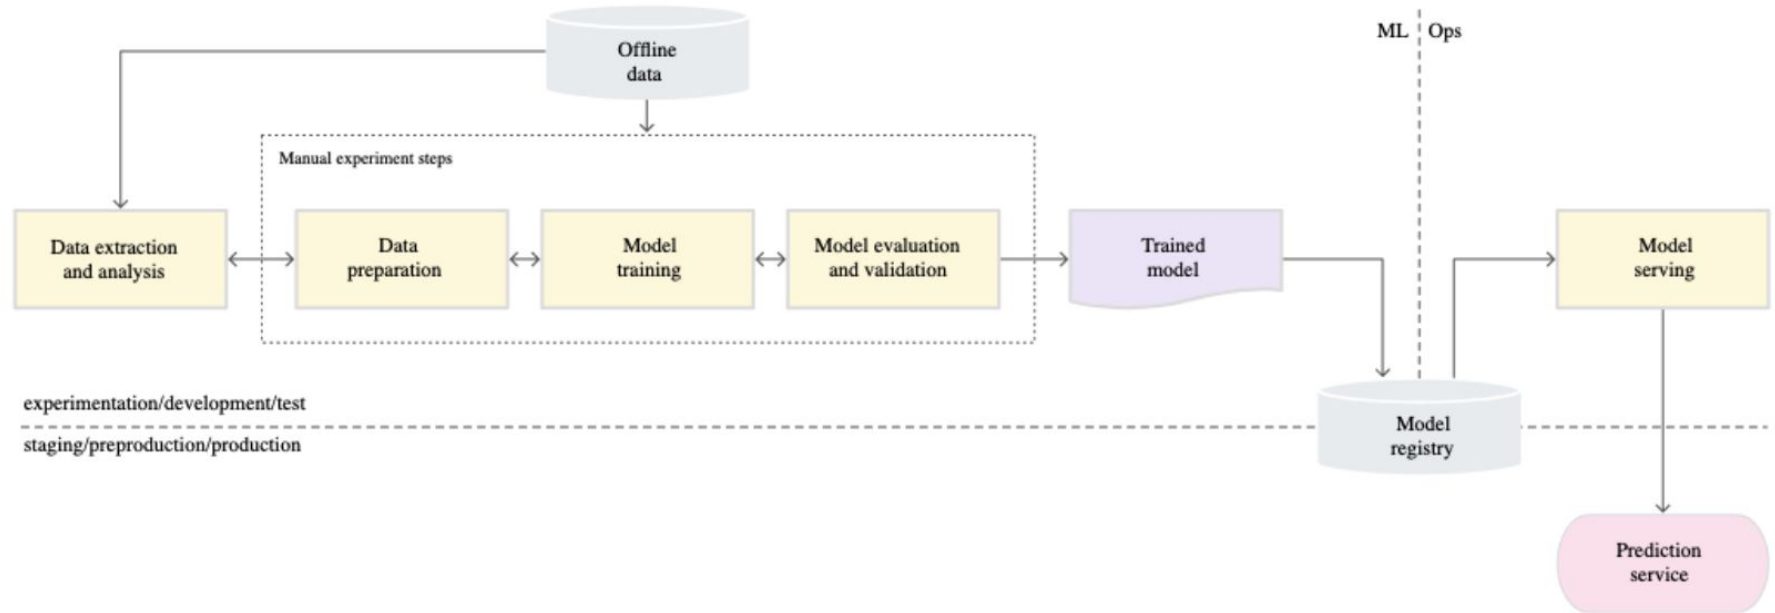 Offline
data
ML
Ops
Manual experiment steps
Data extraction
and analysis
Data
preparation
Model
training
Model evaluation
and validation
Trained
model
Model
serving
experimentation/development/test
staging/preproduction/production
Model
registry
Prediction
service